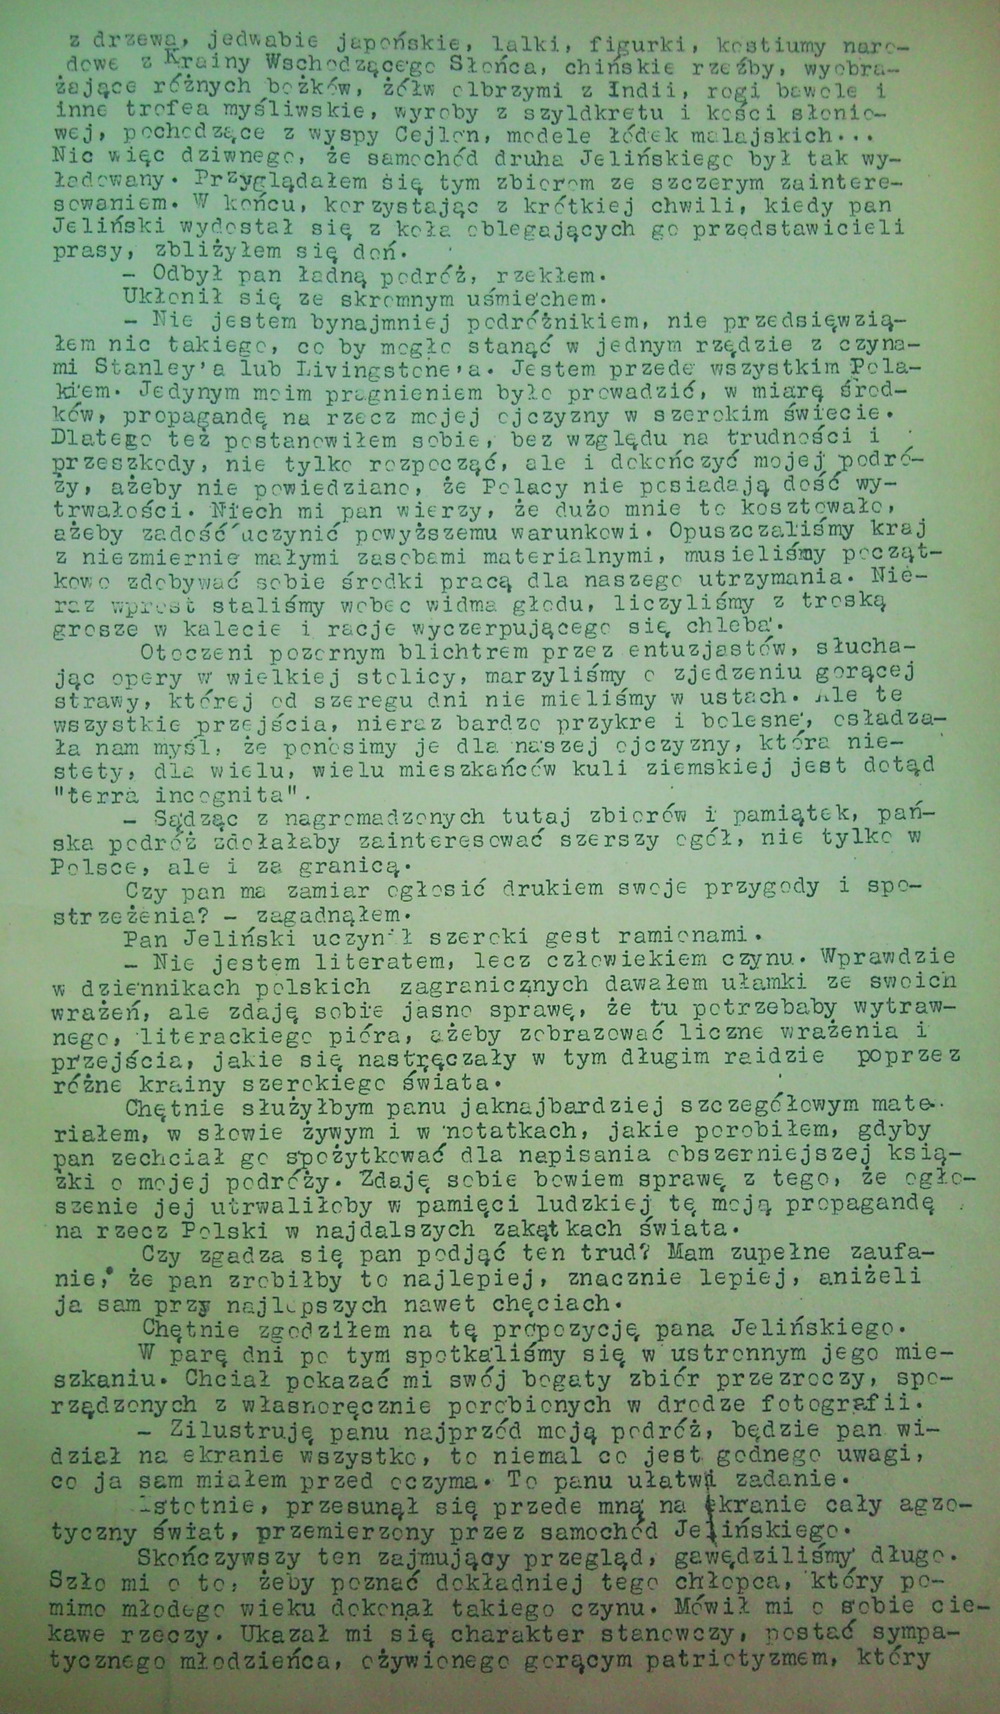 z drzewa, jedwabie japońskie, lalki, figurki, kostiumy naro-
dowe z Krainy Wschodzącego Słońca, chińskie rzeźby, wyobra-
żające różnych bożków, żółw olbrzymi z Indii, rogi bawole i
inne trofea myśliwskie, wyroby z szyldkretu i kości słonio-
wej, pochodzące z wyspy Cejlon, modele łódek malajskich...
Nic więc dziwnego, że samochód druha Jelińskiego był tak wy-
ładowany. Przyglądałem się tym zbiorom ze szczerym zaintere-
sowaniem. W końcu, korzystając z krótkiej chwili, kiedy pan
Jeliński wydostał się z koła oblegających go przedstawicieli
prasy, zbliżyłem się doń.
- Odbył pan ładną podróż, rzekłem.
Ukłonił się ze skromnym uśmiechem.
- Nie jestem bynajmniej podróżnikiem, nie przedsięwzią-
łem nic takiego, co by mogło stanąć w jednym rzędzie z czyna-
mi Stanley'a lub Livingstone'a. Jestem przede wszystkim Pola-
kiem. Jedynym moim pragnieniem było prowadzić, w miarę środ-
ków, propagandę na rzecz mojej ojczyzny w szerokim świecie.
Dlatego też postanowiłem sobie, bez względu na trudności i
przeszkody, nie tylko rozpocząć, ale i dokończyć mojej podró-
ży, ażeby nie powiedziano, że Polacy nie posiadają dość wy-
trwałości. Niech mi pan wierzy, że dużo mnie to kosztowało,
ażeby zadość uczynić powyższemu warunkowi. Opuszczaliśmy kraj
z niezmiernie małymi zasobami materialnymi, musieliśmy począt-
kowo zdobywać sobie środki pracą dla naszego utrzymania. Nie-
raz wprost staliśmy wobec widma głodu, liczyliśmy z troską
grosze w kalecie i racje wyczerpującego się chleba.
Otoczeni pozornym blichtrem przez entuzjastów, słucha-
jąc opery w wielkiej stolicy, marzyliśmy o zjedzeniu gorącej
strawy, której od szeregu dni nie mieliśmy w ustach. Ale te
wszystkie przejścia, nieraz bardzo przykre i bolesne, osładza-
ła nam myśl, że ponosimy je dla naszej ojczyzny, która nie-
stety, dla wielu, wielu mieszkańców kuli ziemskiej jest dotąd
"terra incognita".
- Sądząc z nagromadzonych tutaj zbiorów i pamiątek, pań-
ska podróż zdołałaby zainteresować szerszy ogół, nie tylko w
Polsce, ale i za granicą.
Czy pan ma zamiar ogłosić drukiem swoje przygody i spo-
strzeżenia? - zagadnąłem.
Pan Jeliński uczynił szeroki gest ramionami.
- Nie jestem literatem, lecz człowiekiem czynu. Wprawdzie
w dziennikach polskich zagranicznych dawałem ułamki ze swoich
wrażeń, ale zdaję sobie jasno sprawę, że tu potrzebaby wytraw-
nego, literackiego pióra, ażeby zobrazować liczne wrażenia i
przejścia, jakie się nastręczały w tym długim raidzie poprzez
różne krainy szerokiego świata.
Chętnie służyłbym panu jaknajbardziej szczegółowym mate-
riałem, w słowie żywym i w notatkach, jakie porobiłem, gdyby
pan zechciał go spożytkować dla napisania obszerniejszej ksią-
żki o mojej podróży. Zdaję sobie bowiem sprawę z tego, że ogło-
szenie jej utrwaliłoby w pamięci ludzkiej tę moją propagandę
na rzecz Polski w najdalszych zakątkach świata.
Czy zgadza się pan podjąć ten trud? Mam zupełne zaufa-
nie, że pan zrobiłby to najlepiej, znacznie lepiej, aniżeli
ja sam przy najlepszych nawet chęciach.
Chętnie zgodziłem na tę propozycję pana Jelińskiego.
W parę dni po tym spotkaliśmy się w ustronnym jego mie-
szkaniu. Chciał pokazać mi swój bogaty zbiór przezroczy, spo-
rządzonych z własnoręcznie porobionych w drodze fotografii.
- Zilustruję panu najprzód moją podróż, będzie pan wi-
dział na ekranie wszystko, to niemal co jest godnego uwagi,
co ja sam miałem przed oczyma. To panu ułatwi zadanie.
Istotnie, przesunął się przede mną na ekranie cały agzo-
tyczny świat, przemierzony przez samochód Jelińskiego.
Skończywszy ten zajmujący przegląd, gawędziliśmy długo.
Szło mi o to, żeby poznać dokładniej tego chłopca, który po-
mimo młodego wieku dokonał takiego czynu. Mówił mi o sobie cie-
kawe rzeczy. Ukazał mi się charakter stanowczy, postać sympa-
tycznego młodzieńca, ożywionego gorącym patriotyzmem, który